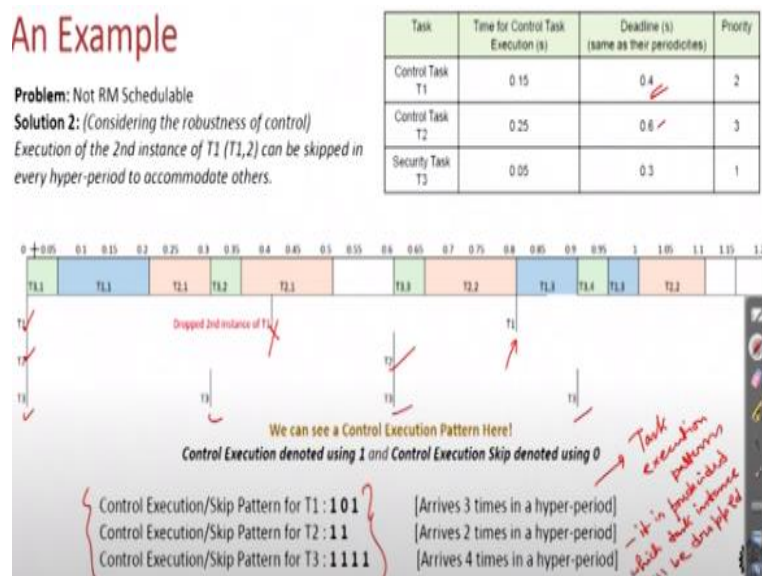 An Example
Problem: Not RM Schedulable
Solution 2: (Considering the robustness of control)
Execution of the 2nd instance of T1 (T1,2) can be skipped in
every hyper-period to accommodate others.
Task Time for Control Task Execution (s) Deadline (s) (same as their periodicities) Priority
Control Task T1 0.15 0.4 2
Control Task T2 0.25 0.6 3
Security Task T3 0.05 0.3 1
0 0.05 0.1 0.15 0.2 0.25 0.3 0.35 0.4 0.45 0.5 0.55 0.6 0.65 0.7 0.75 0.8 0.85 0.9 0.95 1 1.05 1.1 1.15
T3,1 T1,1 T2,1 T3,2 T2,1 T3,3 T2,2 T1,3 T3,4 T1,3 T2,2
T1 Dropped 2nd instance of T1 T1
T2 T2
T3 T3 T3 T3
We can see a Control Execution Pattern Here!
Control Execution denoted using 1 and Control Execution Skip denoted using 0
Control Execution/Skip Pattern for T1 : 1 0 1 [Arrives 3 times in a hyper-period]
Control Execution/Skip Pattern for T2 : 1 1 [Arrives 2 times in a hyper-period]
Control Execution/Skip Pattern for T3 : 1111 [Arrives 4 times in a hyper-period]
Task
execution
patterns
- it is
which task instance
be dropped